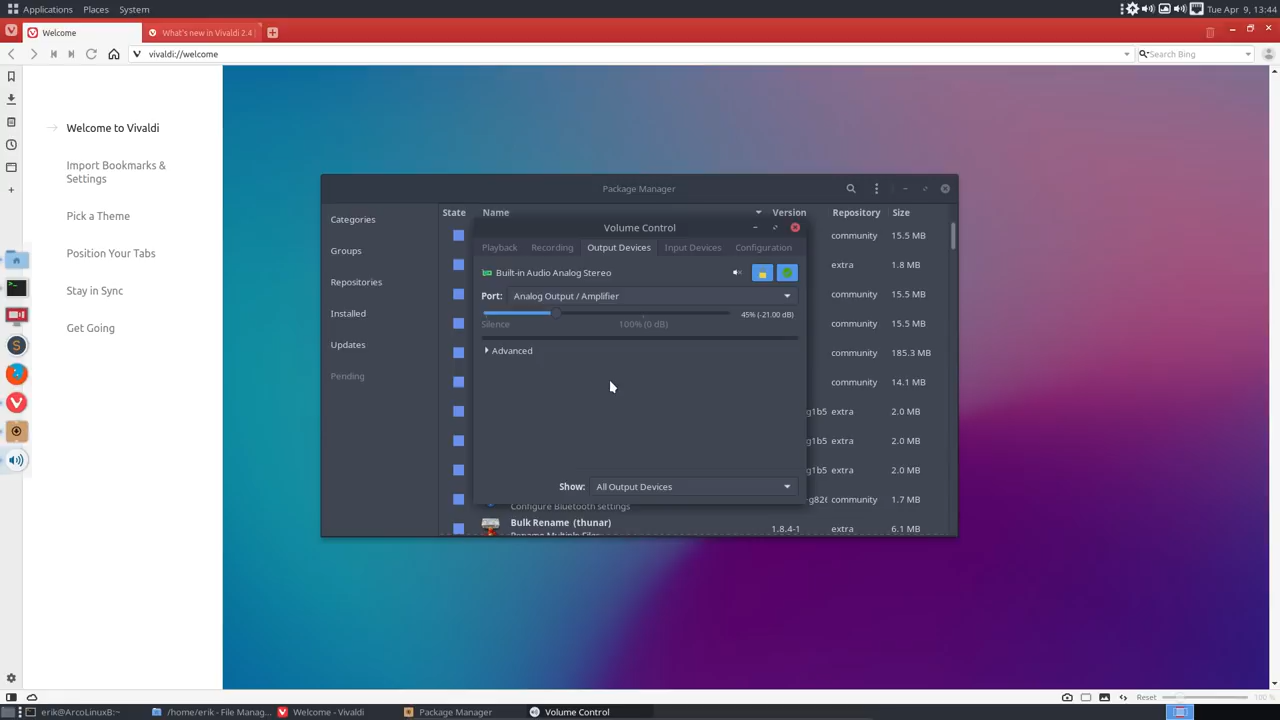 Applications Places System
Tue Apr 9, 13:44
Welcome
What's new in Vivaldi 2.4
vivaldi://welcome
Search Bing
Welcome to Vivaldi
Import Bookmarks &
Settings
Pick a Theme
Position Your Tabs
Stay in Sync
Get Going
Package Manager
Categories
Groups
Repositories
Installed
Updates
Pending
State Name Version Repository Size
community 15.5 MB
extra 1.8 MB
community 15.5 MB
community 15.5 MB
community 185.3 MB
community 14.1 MB
g1b5 extra 2.0 MB
g1b5 extra 2.0 MB
g1b5 extra 2.0 MB
community 1.7 MB
Configure Bluetooth settings
Bulk Rename (thunar) 1.8.4-1 extra 6.1 MB
Rename Multiple Files
Volume Control
Playback Recording Output Devices Input Devices Configuration
Built-in Audio Analog Stereo
Port: Analog Output / Amplifier
45% (-21.00 dB)
Silence 100% (0 dB)
Advanced
Show: All Output Devices
Reset 100 %
erik@ArcoLinuxB:~
/home/erik - File Manag...
Welcome - Vivaldi
Package Manager
Volume Control